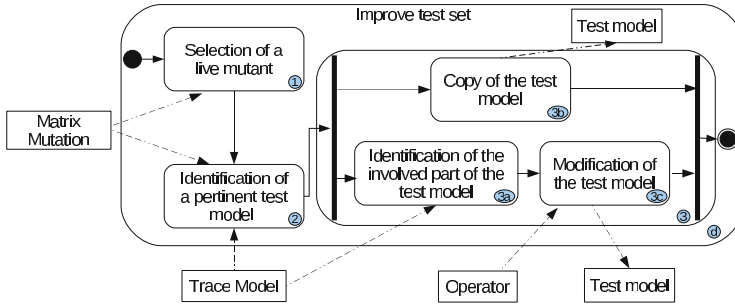 Improve test set
Test model
Selection of a
live mutant
1
Copy of the test
model
3b
Matrix
Mutation
Identification of
a pertinent test
model
2
Identification of the
involved part of the
test model
3a
Modification of
the test model
3c
3
d
Trace Model
Operator
Test model